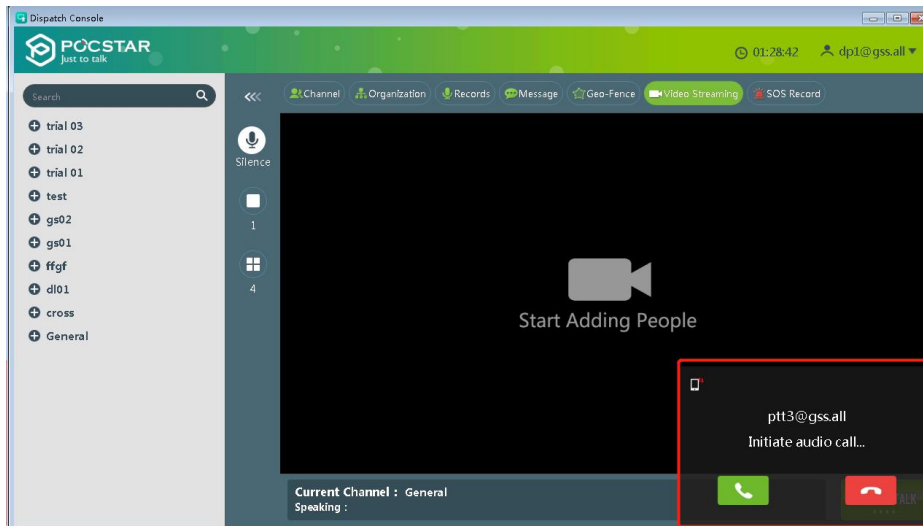 Dispatch Console
POCSTAR
Just to talk
01:28:42
dp1@gss.all
Search
Channel
Organization
Records
Message
Geo-Fence
Video Streaming
SOS Record
trial 03
trial 02
trial 01
test
gs02
gs01
ffgf
dl01
cross
General
Silence
1
4
Start Adding People
ptt3@gss.all
Initiate audio call...
Current Channel : General
Speaking :
TALK